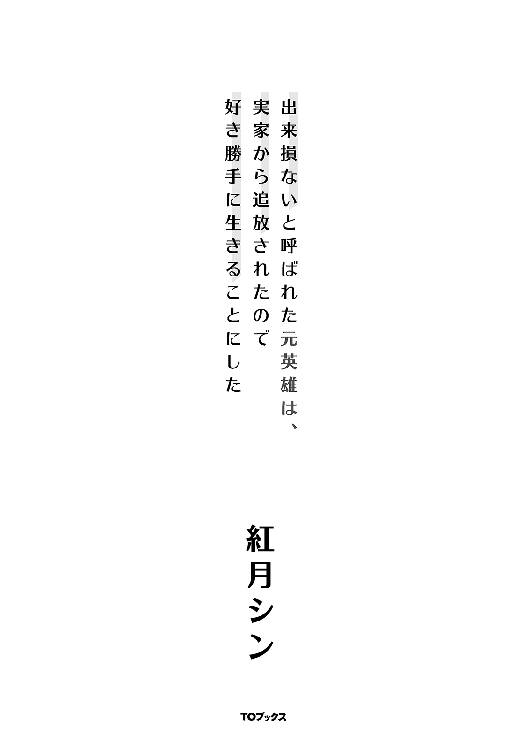 出来損ないと呼ばれた元英雄は、
実家から追放されたので
好き勝手に生きることにした
紅月シン
TOブックス